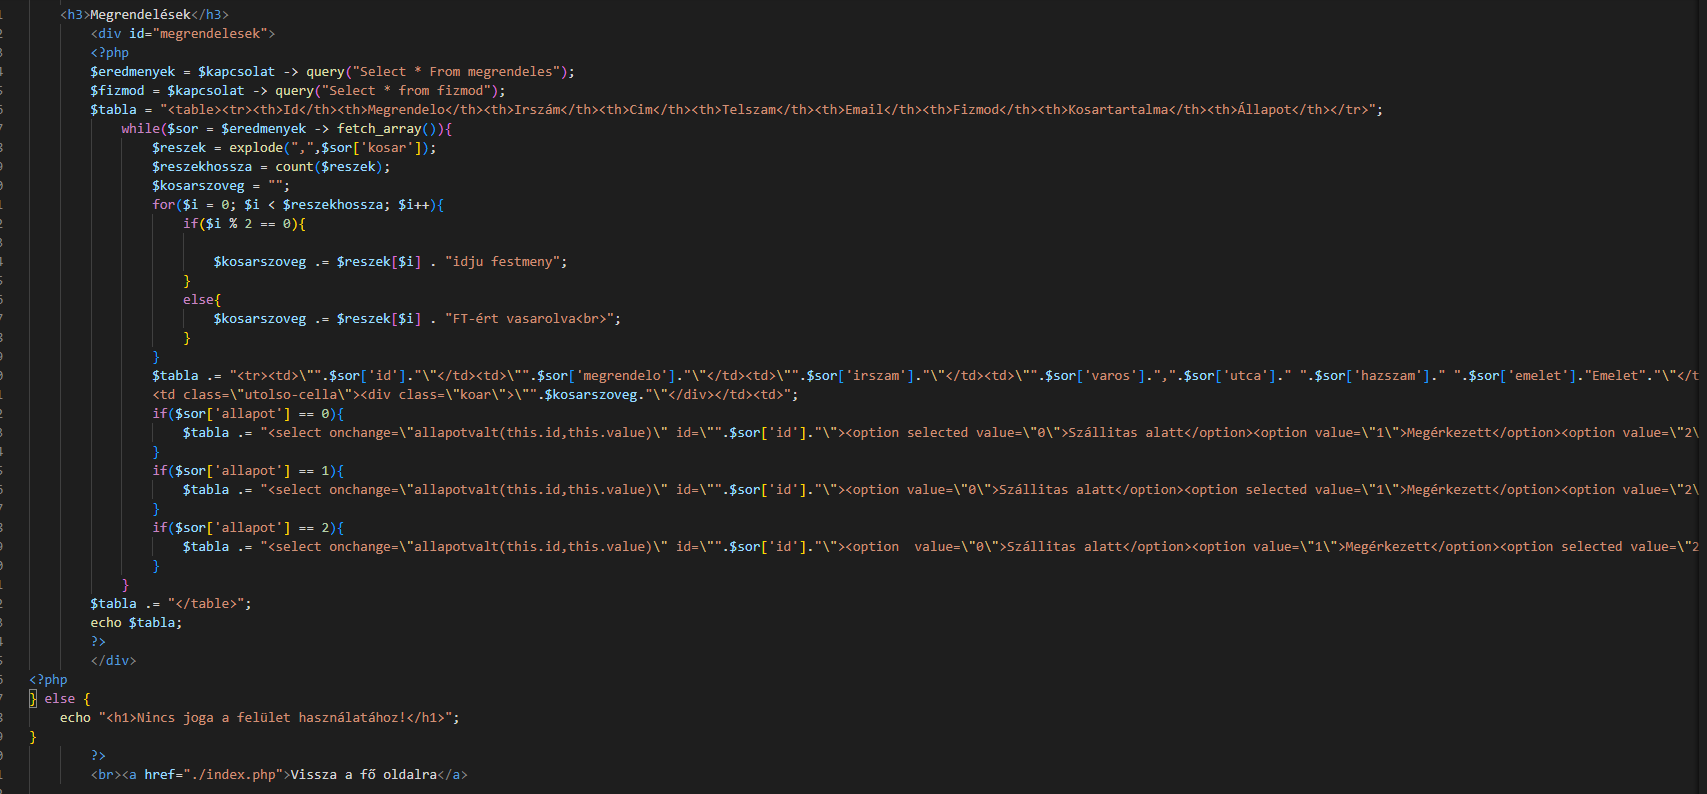 <h3>Megrendelések</h3>
<div id="megrendelesek">
<?php
$eredmenyek = $kapcsolat -> query("Select * From megrendeles");
$fizmod = $kapcsolat -> query("Select * from fizmod");
$tabla = "<table><tr><th>Id</th><th>Megrendelo</th><th>Irszám</th><th>Cim</th><th>Telszam</th><th>Email</th><th>Fizmod</th><th>Kosartartalma</th><th>Állapot</th></tr>";
while($sor = $eredmenyek -> fetch_array()){
$reszek = explode(",",$sor['kosar']);
$reszekhossza = count($reszek);
$kosarszoveg = "";
for($i = 0; $i < $reszekhossza; $i++){
if($i % 2 == 0){
$kosarszoveg .= $reszek[$i] . "idju festmeny";
}
else{
$kosarszoveg .= $reszek[$i] . "FT-ért vasarolva<br>";
}
}
$tabla .= "<tr><td>\"".$sor['id']."\"</td><td>\"".$sor['megrendelo']."\"</td><td>\"".$sor['irszam']."\"</td><td>\"".$sor['varos'].",".$sor['utca']." ".$sor['hazszam']." ".$sor['emelet']."Emelet"."\"</t
<td class=\"utolso-cella\"><div class=\"koar\">\"".$kosarszoveg."\"</div></td><td>";
if($sor['allapot'] == 0){
$tabla .= "<select onchange=\"allapotvalt(this.id,this.value)\" id=\"".$sor['id']."\"><option selected value=\"0\">Szállitas alatt</option><option value=\"1\">Megérkezett</option><option value=\"2\
}
if($sor['allapot'] == 1){
$tabla .= "<select onchange=\"allapotvalt(this.id,this.value)\" id=\"".$sor['id']."\"><option value=\"0\">Szállitas alatt</option><option selected value=\"1\">Megérkezett</option><option value=\"2\
}
if($sor['allapot'] == 2){
$tabla .= "<select onchange=\"allapotvalt(this.id,this.value)\" id=\"".$sor['id']."\"><option  value=\"0\">Szállitas alatt</option><option value=\"1\">Megérkezett</option><option selected value=\"2
}
}
$tabla .= "</table>";
echo $tabla;
?>
</div>
<?php
} else {
echo "<h1>Nincs joga a felület használatához!</h1>";
}
?>
<br><a href="./index.php">Vissza a fő oldalra</a>